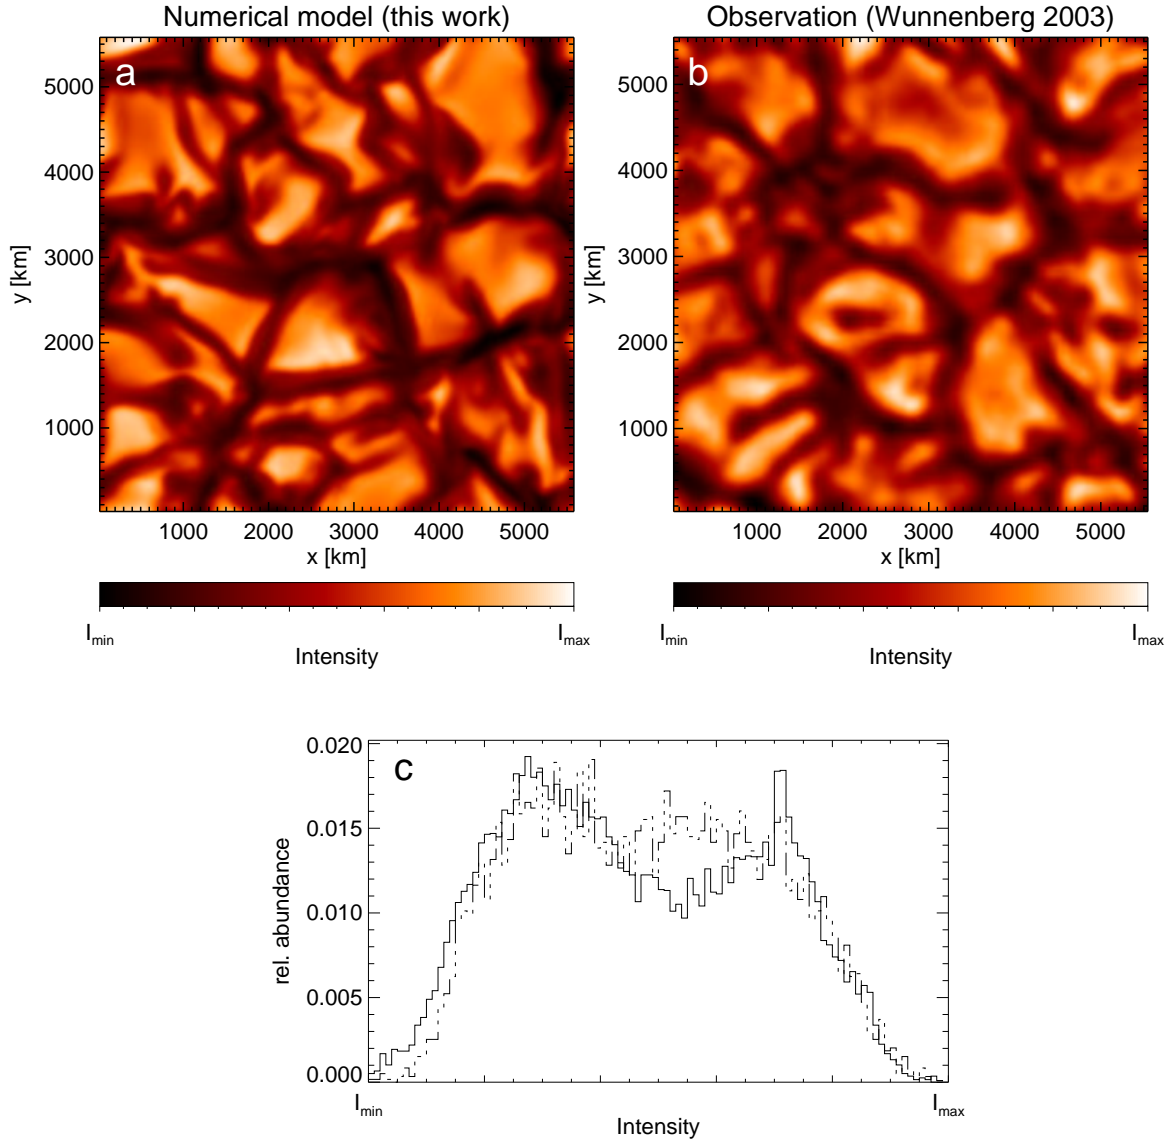 Numerical model (this work)
Observation (Wunnenberg 2003)
a
b
5000
4000
3000
2000
1000
y [km]
1000 2000 3000 4000 5000
x [km]
5000
4000
3000
2000
1000
y [km]
1000 2000 3000 4000 5000
x [km]
Imin Imax
Intensity
Imin Imax
Intensity
c
0.020
0.015
0.010
0.005
0.000
rel. abundance
Imin Imax
Intensity